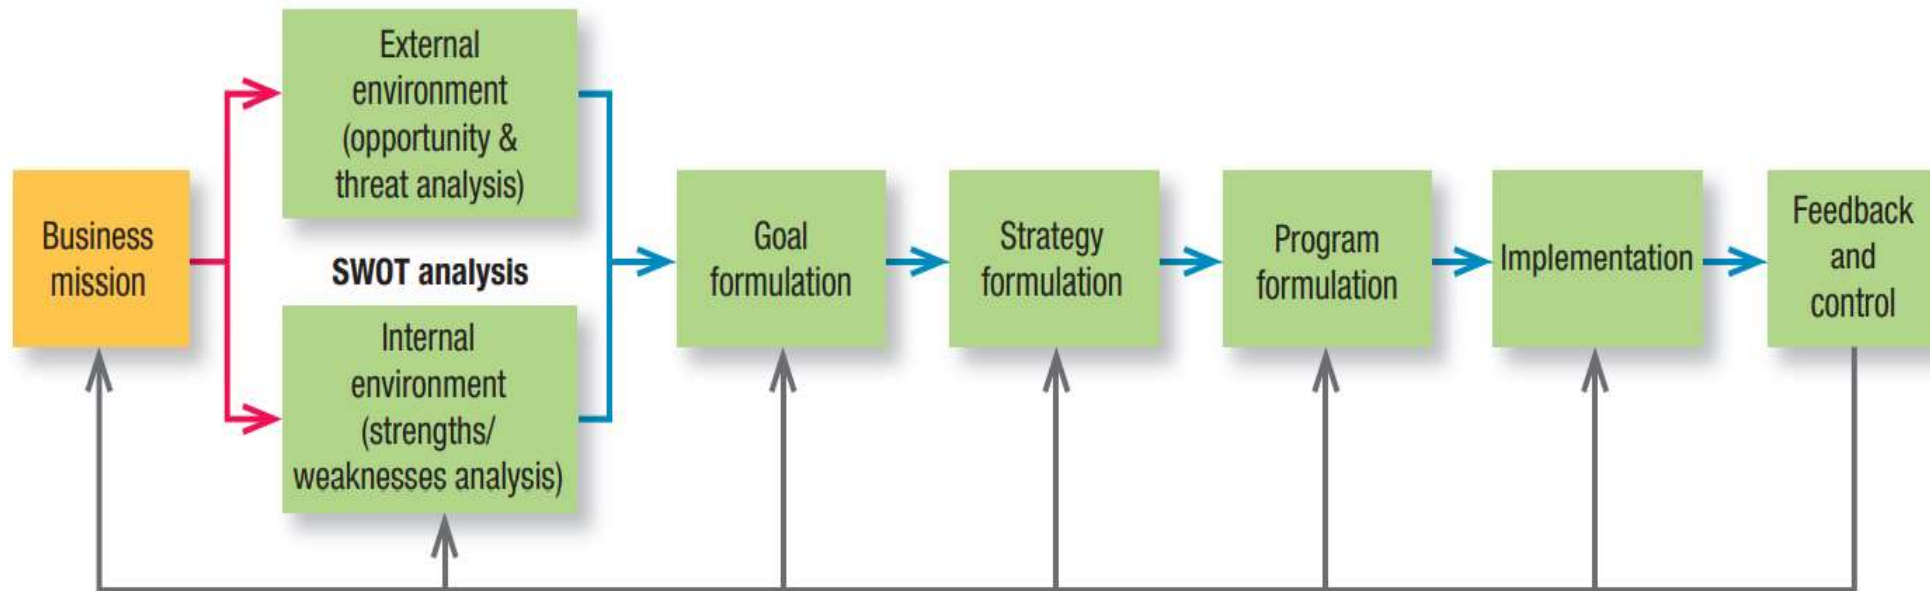 Business
mission
External
environment
(opportunity &
threat analysis)
SWOT analysis
Internal
environment
(strengths/
weaknesses analysis)
Goal
formulation
Strategy
formulation
Program
formulation
Implementation
Feedback
and
control